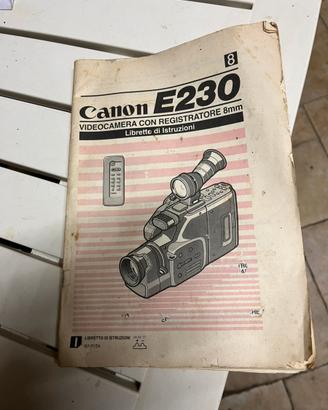 8
Canon E230
VIDEOCAMERA CON REGISTRATORE 8mm
Libretto di Istruzioni
I LIBRETTO DI ISTRUZIONI